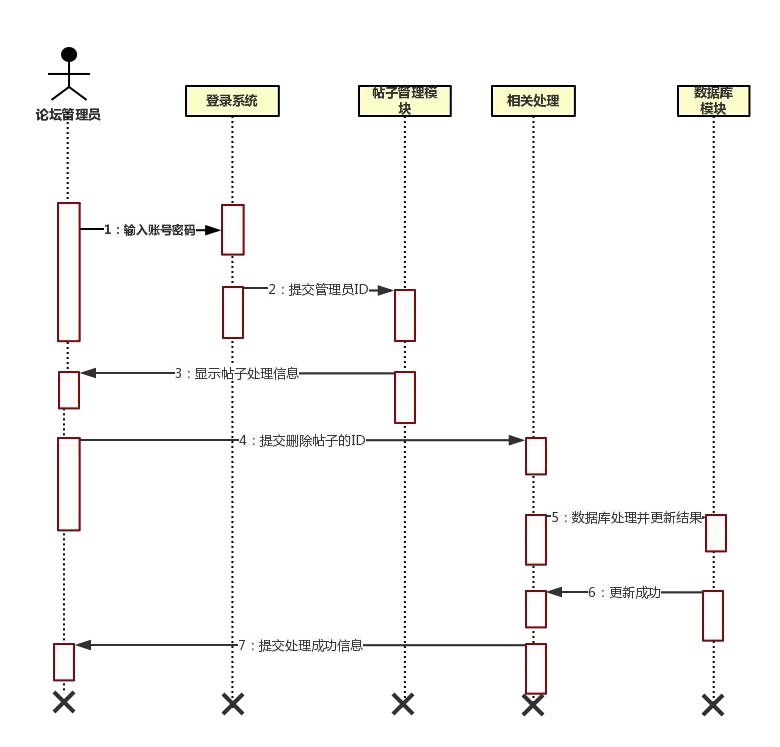 论坛管理员
登录系统
帖子管理模
块
相关处理
数据库
模块
1：输入账号密码
2：提交管理员ID
3：显示帖子处理信息
4：提交删除帖子的ID
5：数据库处理并更新结果
6：更新成功
7：提交处理成功信息